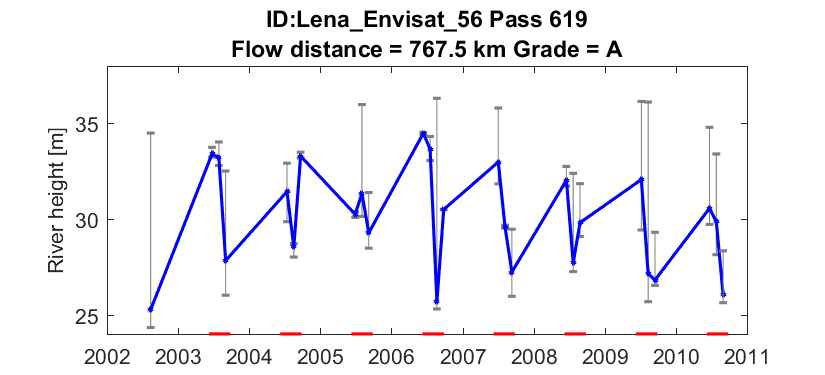 ID:Lena_Envisat_56 Pass 619
Flow distance = 767.5 km Grade = A
River height [m]
35
30
25
2002 2003 2004 2005 2006 2007 2008 2009 2010 2011